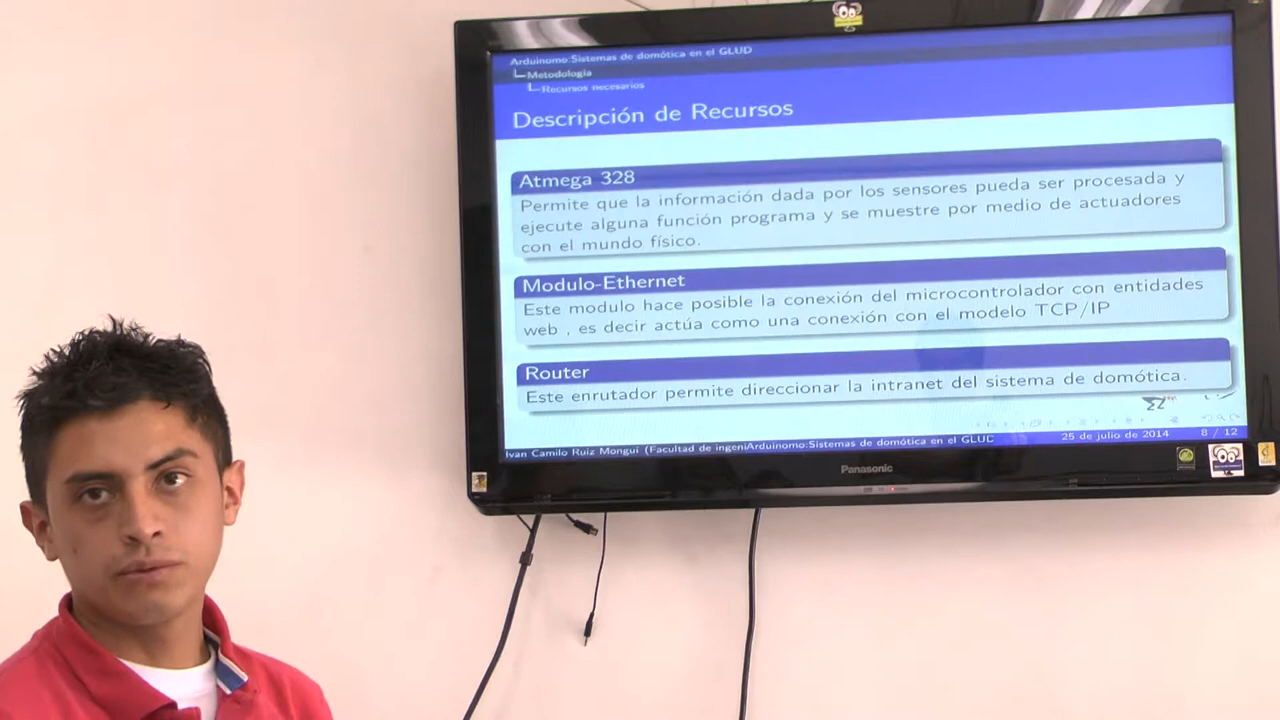 Arduinomo:Sistemas de domótica en el GLUD
Metodologia
Recursos necesarios
Descripción de Recursos
Atmega 328
Permite que la información dada por los sensores pueda ser procesada y
ejecute alguna función programa y se muestre por medio de actuadores
con el mundo físico.
Modulo-Ethernet
Este modulo hace posible la conexión del microcontrolador con entidades
web , es decir actúa como una conexión con el modelo TCP/IP
Router
Este enrutador permite direccionar la intranet del sistema de domótica.
Ivan Camilo Ruiz Mongui (Facultad de ingeniArduinomo:Sistemas de domótica en el GLUD 25 de julio de 2014 8 / 12
Panasonic